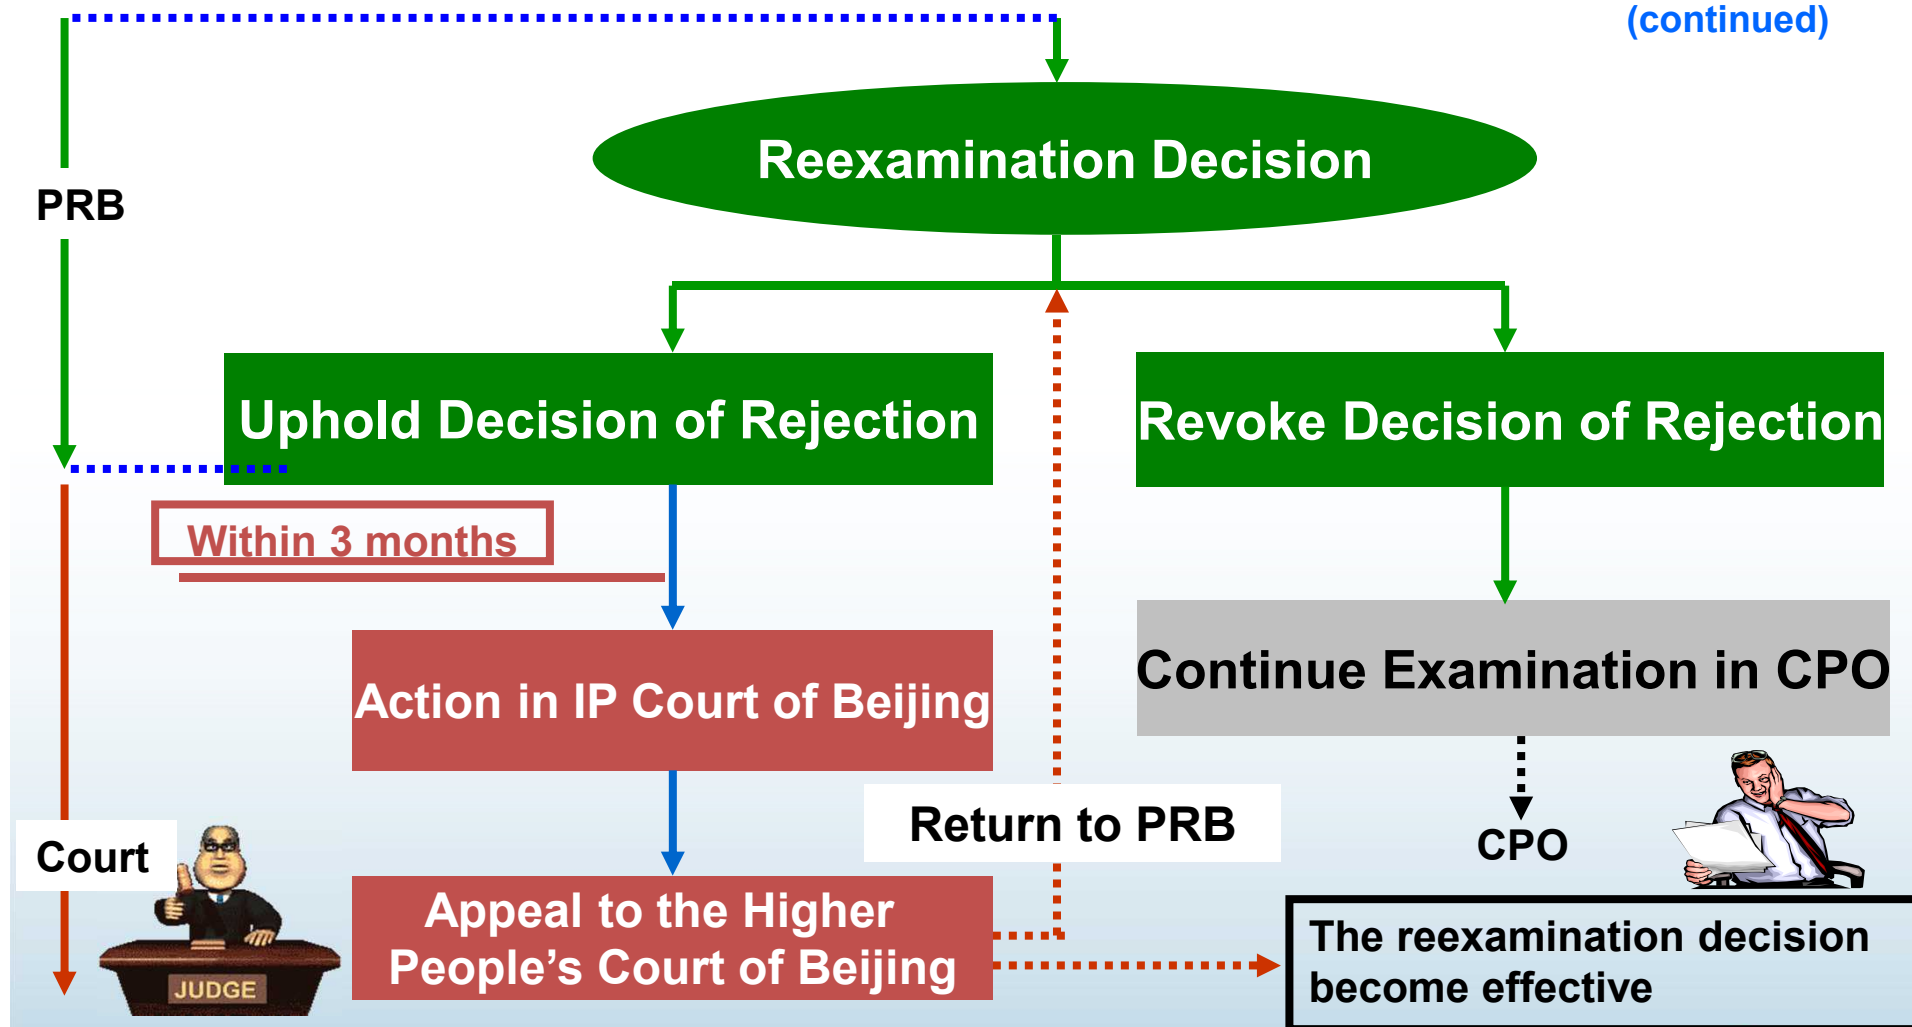 (continued)
Reexamination Decision
PRB
Uphold Decision of Rejection
Revoke Decision of Rejection
Within 3 months
Continue Examination in CPO
Action in IP Court of Beijing
Return to PRB
CPO
Court
Appeal to the Higher
People’s Court of Beijing
The reexamination decision
become effective
JUDGE